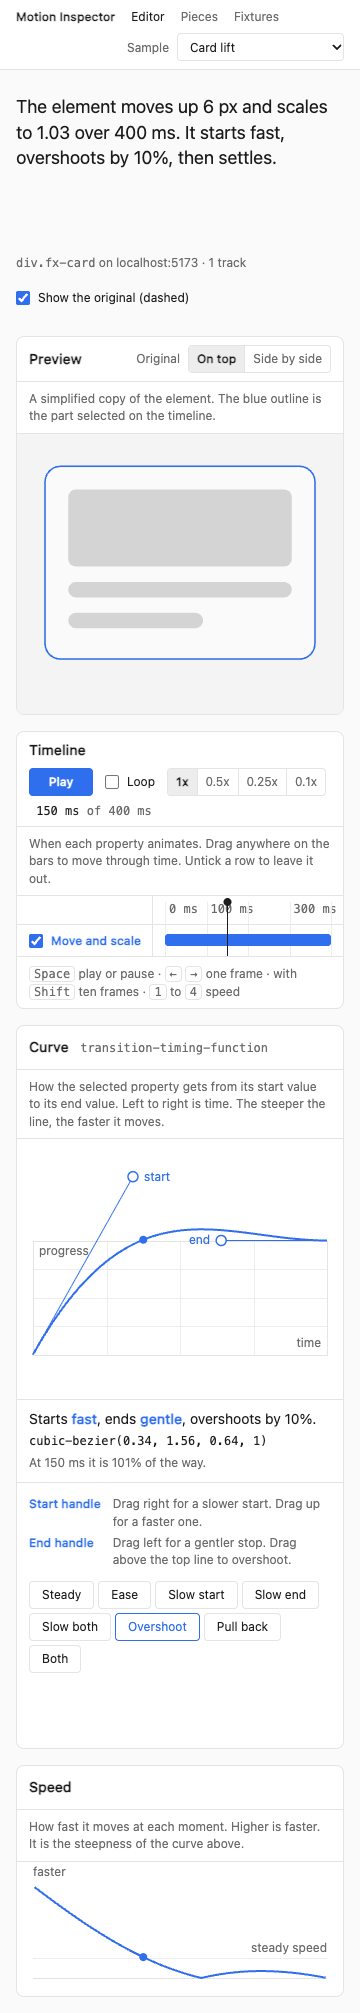 Motion Inspector Editor Pieces Fixtures
Sample Card lift
The element moves up 6 px and scales
to 1.03 over 400 ms. It starts fast,
overshoots by 10%, then settles.
div.fx-card on localhost:5173 · 1 track
Show the original (dashed)
Preview Original On top Side by side
A simplified copy of the element. The blue outline is
the part selected on the timeline.
Timeline
Play Loop 1x 0.5x 0.25x 0.1x
150 ms of 400 ms
When each property animates. Drag anywhere on the
bars to move through time. Untick a row to leave it
out.
0 ms 100 ms 300 ms
Move and scale
Space play or pause · ← → one frame · with
Shift ten frames · 1 to 4 speed
Curve transition-timing-function
How the selected property gets from its start value
to its end value. Left to right is time. The steeper the
line, the faster it moves.
start
end
progress
time
Starts fast, ends gentle, overshoots by 10%.
cubic-bezier(0.34, 1.56, 0.64, 1)
At 150 ms it is 101% of the way.
Start handle Drag right for a slower start. Drag up
for a faster one.
End handle Drag left for a gentler stop. Drag
above the top line to overshoot.
Steady Ease Slow start Slow end
Slow both Overshoot Pull back
Both
Speed
How fast it moves at each moment. Higher is faster.
It is the steepness of the curve above.
faster
steady speed